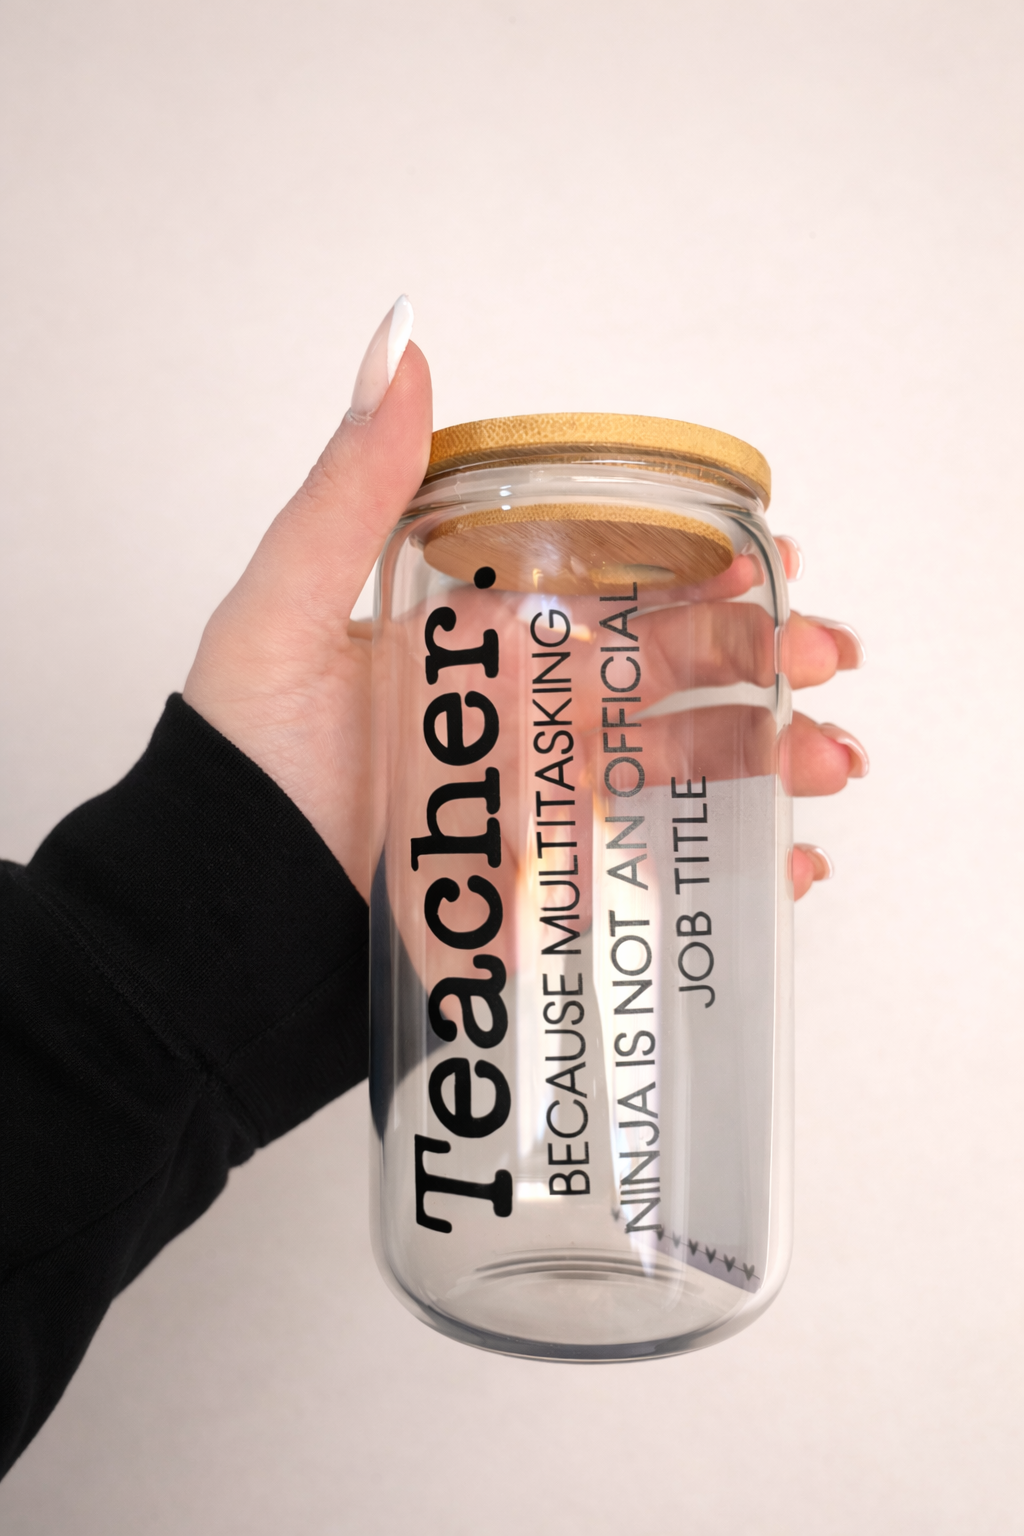 Teacher.
BECAUSE MULTITASKING
NINJA IS NOT AN OFFICIAL
JOB TITLE